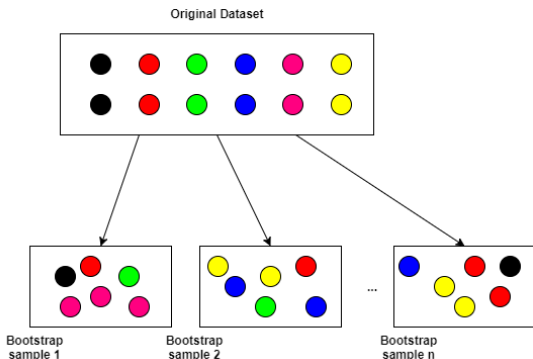 Original Dataset
...
Bootstrap
sample 1
Bootstrap
sample 2
Bootstrap
sample n